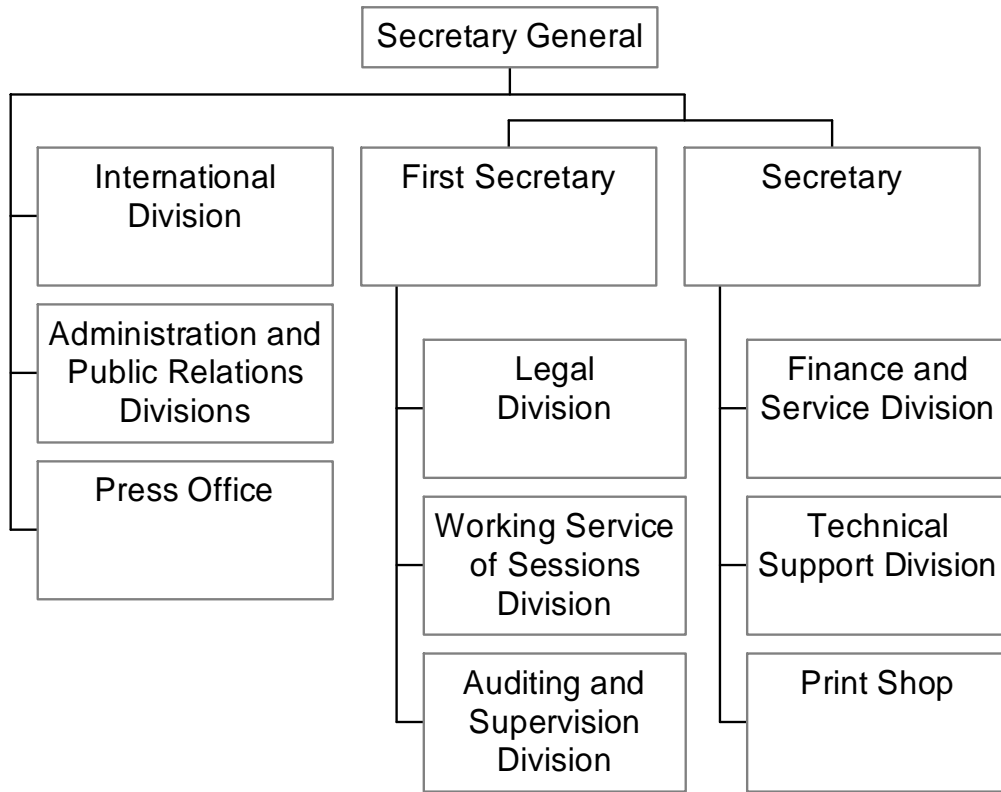 Secretary General
International
Division
First Secretary
Secretary
Administration and
Public Relations
Divisions
Press Office
Legal
Division
Working Service
of Sessions
Division
Auditing and
Supervision
Division
Finance and
Service Division
Technical
Support Division
Print Shop